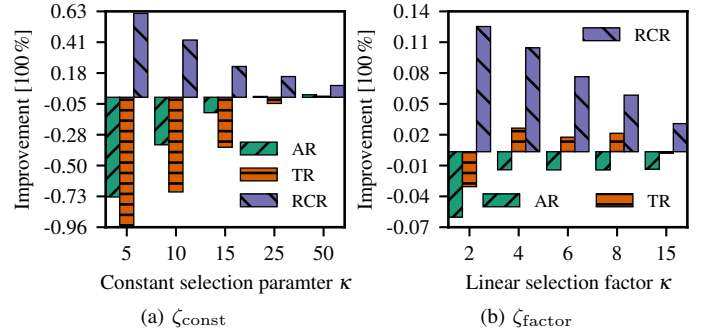 0.63
0.41
0.18
-0.05
-0.28
-0.50
-0.73
-0.96
Improvement [100 %]
AR
TR
RCR
5 10 15 25 50
Constant selection paramter κ
(a) ζconst
0.14
0.11
0.08
0.05
0.02
-0.01
-0.04
-0.07
Improvement [100 %]
RCR
AR TR
2 4 6 8 15
Linear selection factor κ
(b) ζfactor